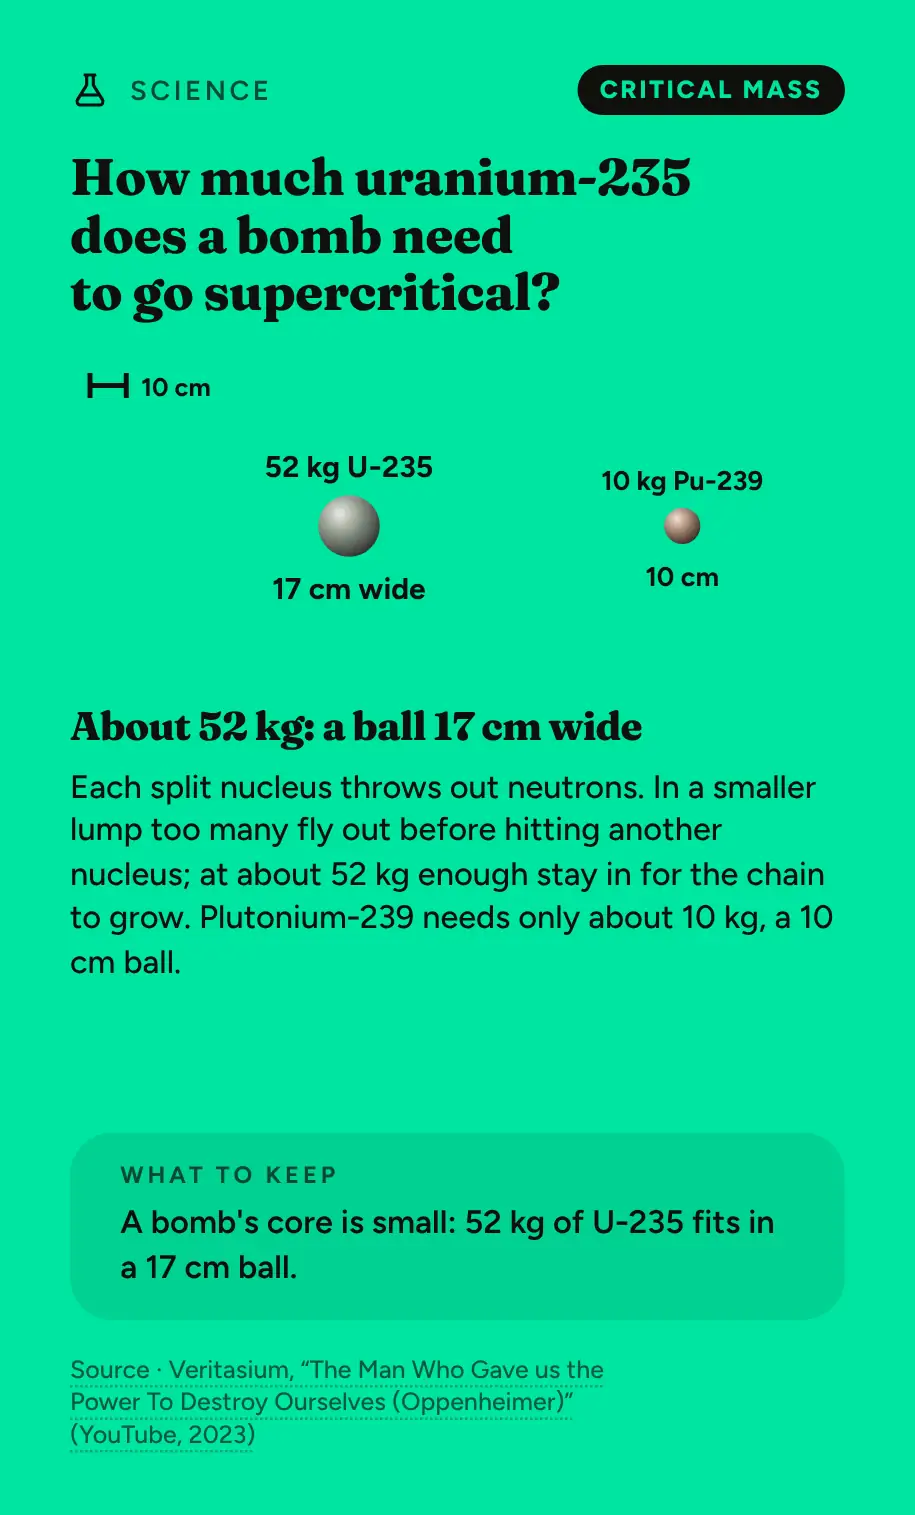 SCIENCE
CRITICAL MASS
How much uranium-235
does a bomb need
to go supercritical?
10 cm
52 kg U-235
17 cm wide
10 kg Pu-239
10 cm
About 52 kg: a ball 17 cm wide
Each split nucleus throws out neutrons. In a smaller
lump too many fly out before hitting another
nucleus; at about 52 kg enough stay in for the chain
to grow. Plutonium-239 needs only about 10 kg, a 10
cm ball.
WHAT TO KEEP
A bomb's core is small: 52 kg of U-235 fits in
a 17 cm ball.
Source · Veritasium, “The Man Who Gave us the
Power To Destroy Ourselves (Oppenheimer)”
(YouTube, 2023)